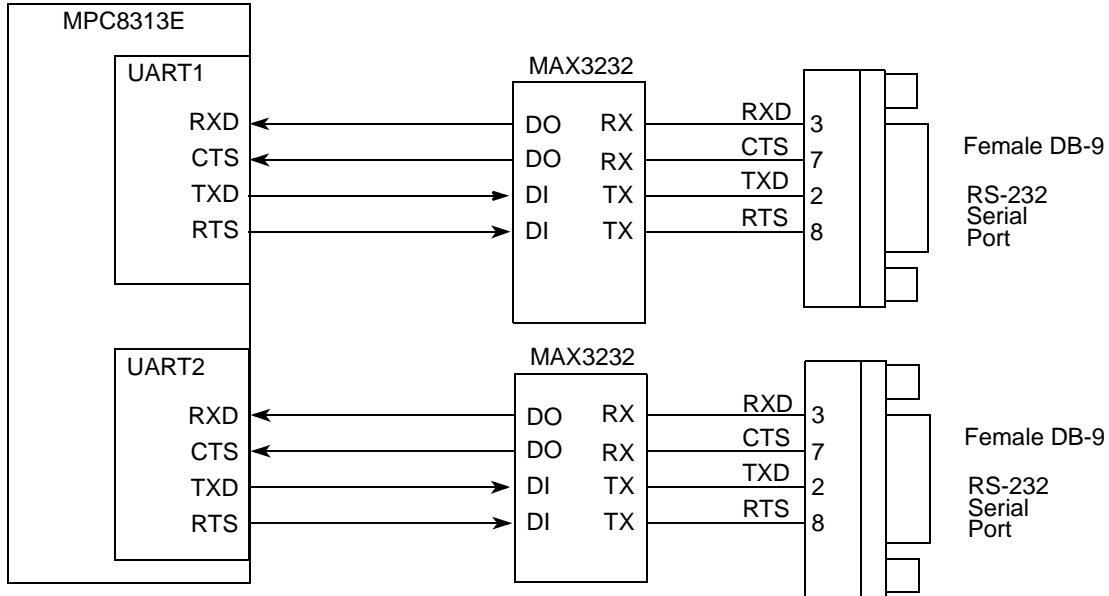 MPC8313E
UART1
MAX3232
RXD DO RX RXD 3
CTS DO RX CTS 7
TXD DI TX TXD 2
RTS DI TX RTS 8
Female DB-9
RS-232
Serial
Port
UART2
MAX3232
RXD DO RX RXD 3
CTS DO RX CTS 7
TXD DI TX TXD 2
RTS DI TX RTS 8
Female DB-9
RS-232
Serial
Port